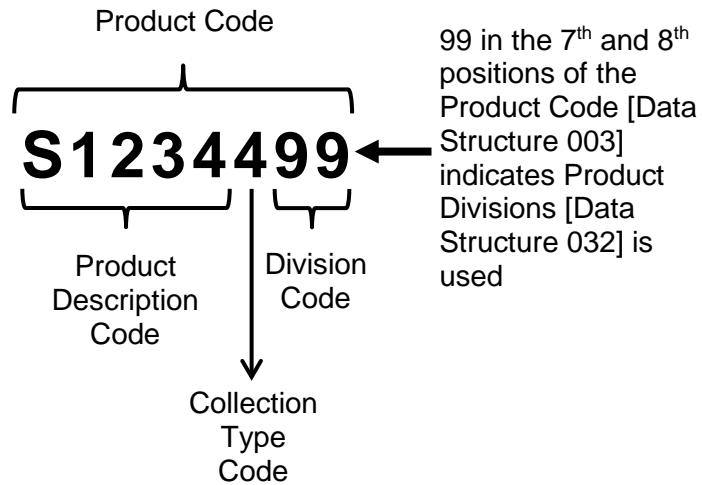 Product Code
S1234499
Product
Description
Code
Division
Code
Collection
Type
Code
99 in the 7th and 8th
positions of the
Product Code [Data
Structure 003]
indicates Product
Divisions [Data
Structure 032] is
used